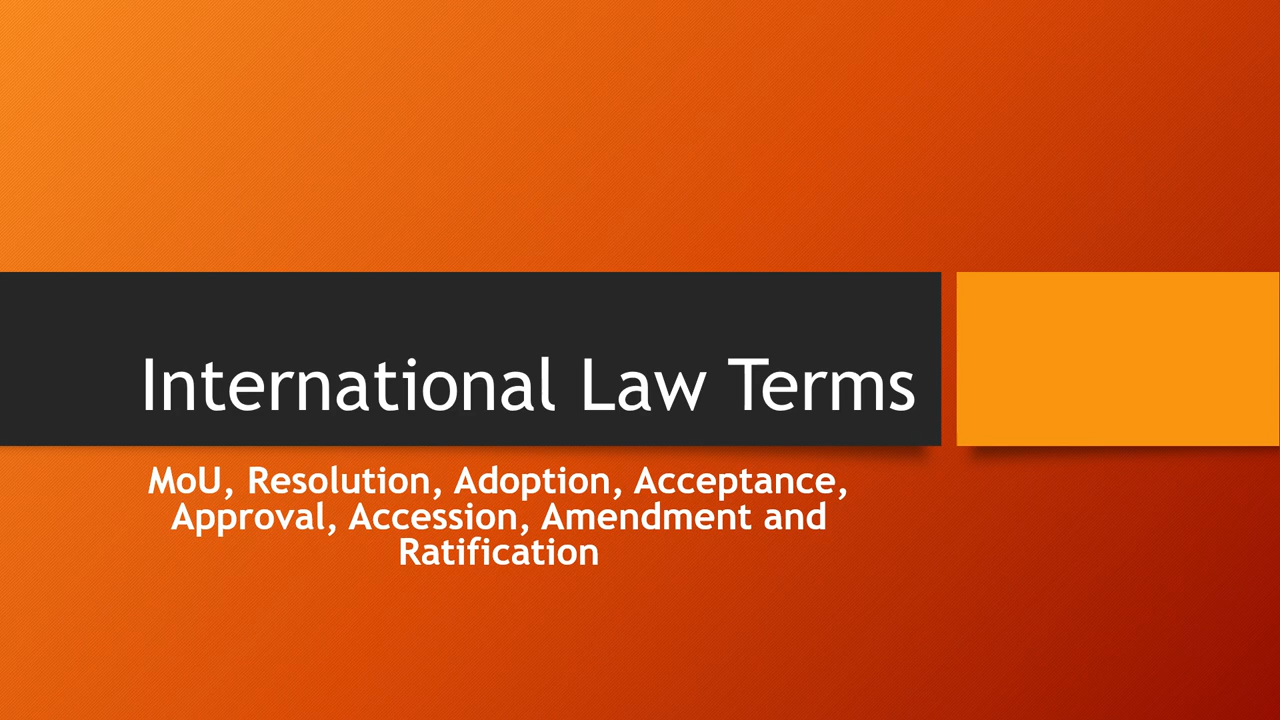 International Law Terms
MoU, Resolution, Adoption, Acceptance,
Approval, Accession, Amendment and
Ratification